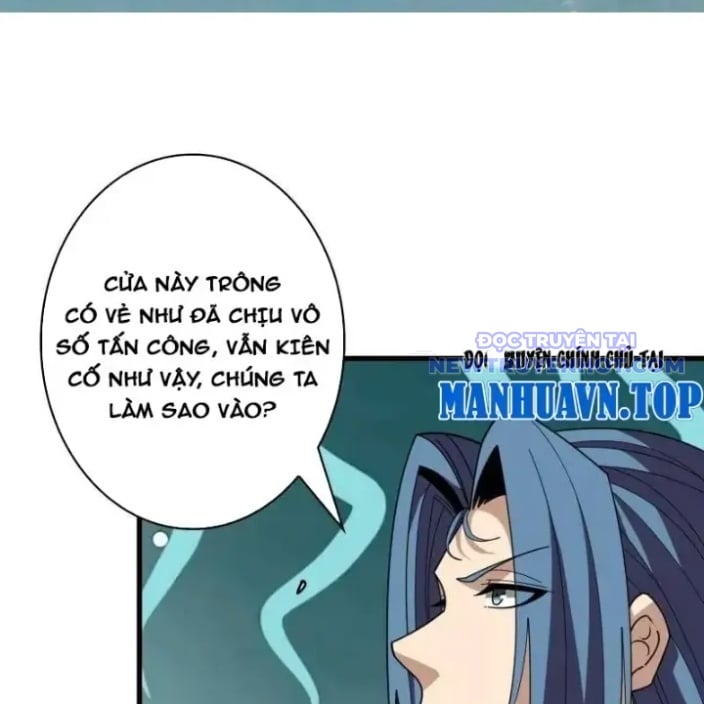 CỬA NÀY TRÔNG
CÓ VẺ NHƯ ĐÃ CHỊU VÔ
SỐ TẤN CÔNG, VẪN KIÊN
CỐ NHƯ VẬY, CHÚNG TA
LÀM SAO VÀO?
ĐỌC TRUYỆN TẠI
MANHUAVN.TOP